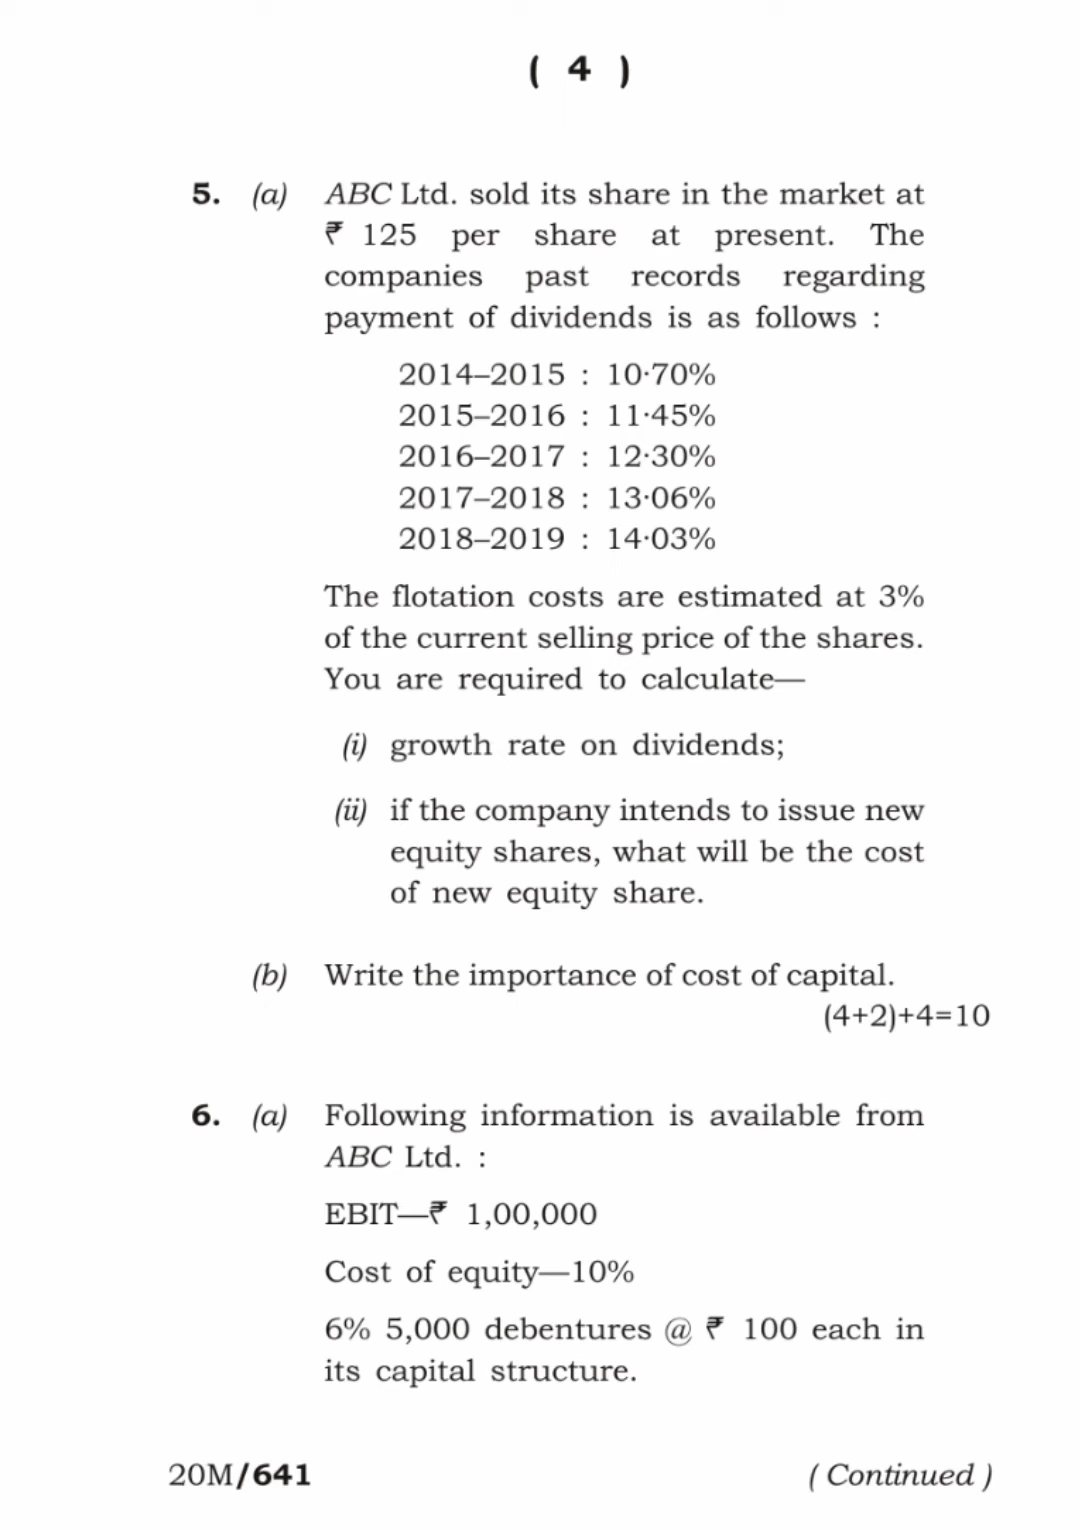 ( 4 )
5. (a) ABC Ltd. sold its share in the market at
₹ 125 per share at present. The
companies past records regarding
payment of dividends is as follows :
2014–2015 : 10·70%
2015–2016 : 11·45%
2016–2017 : 12·30%
2017–2018 : 13·06%
2018–2019 : 14·03%
The flotation costs are estimated at 3%
of the current selling price of the shares.
You are required to calculate—
(i) growth rate on dividends;
(ii) if the company intends to issue new
equity shares, what will be the cost
of new equity share.
(b) Write the importance of cost of capital.
(4+2)+4=10
6. (a) Following information is available from
ABC Ltd. :
EBIT—₹ 1,00,000
Cost of equity—10%
6% 5,000 debentures @ ₹ 100 each in
its capital structure.
20M/641 ( Continued )